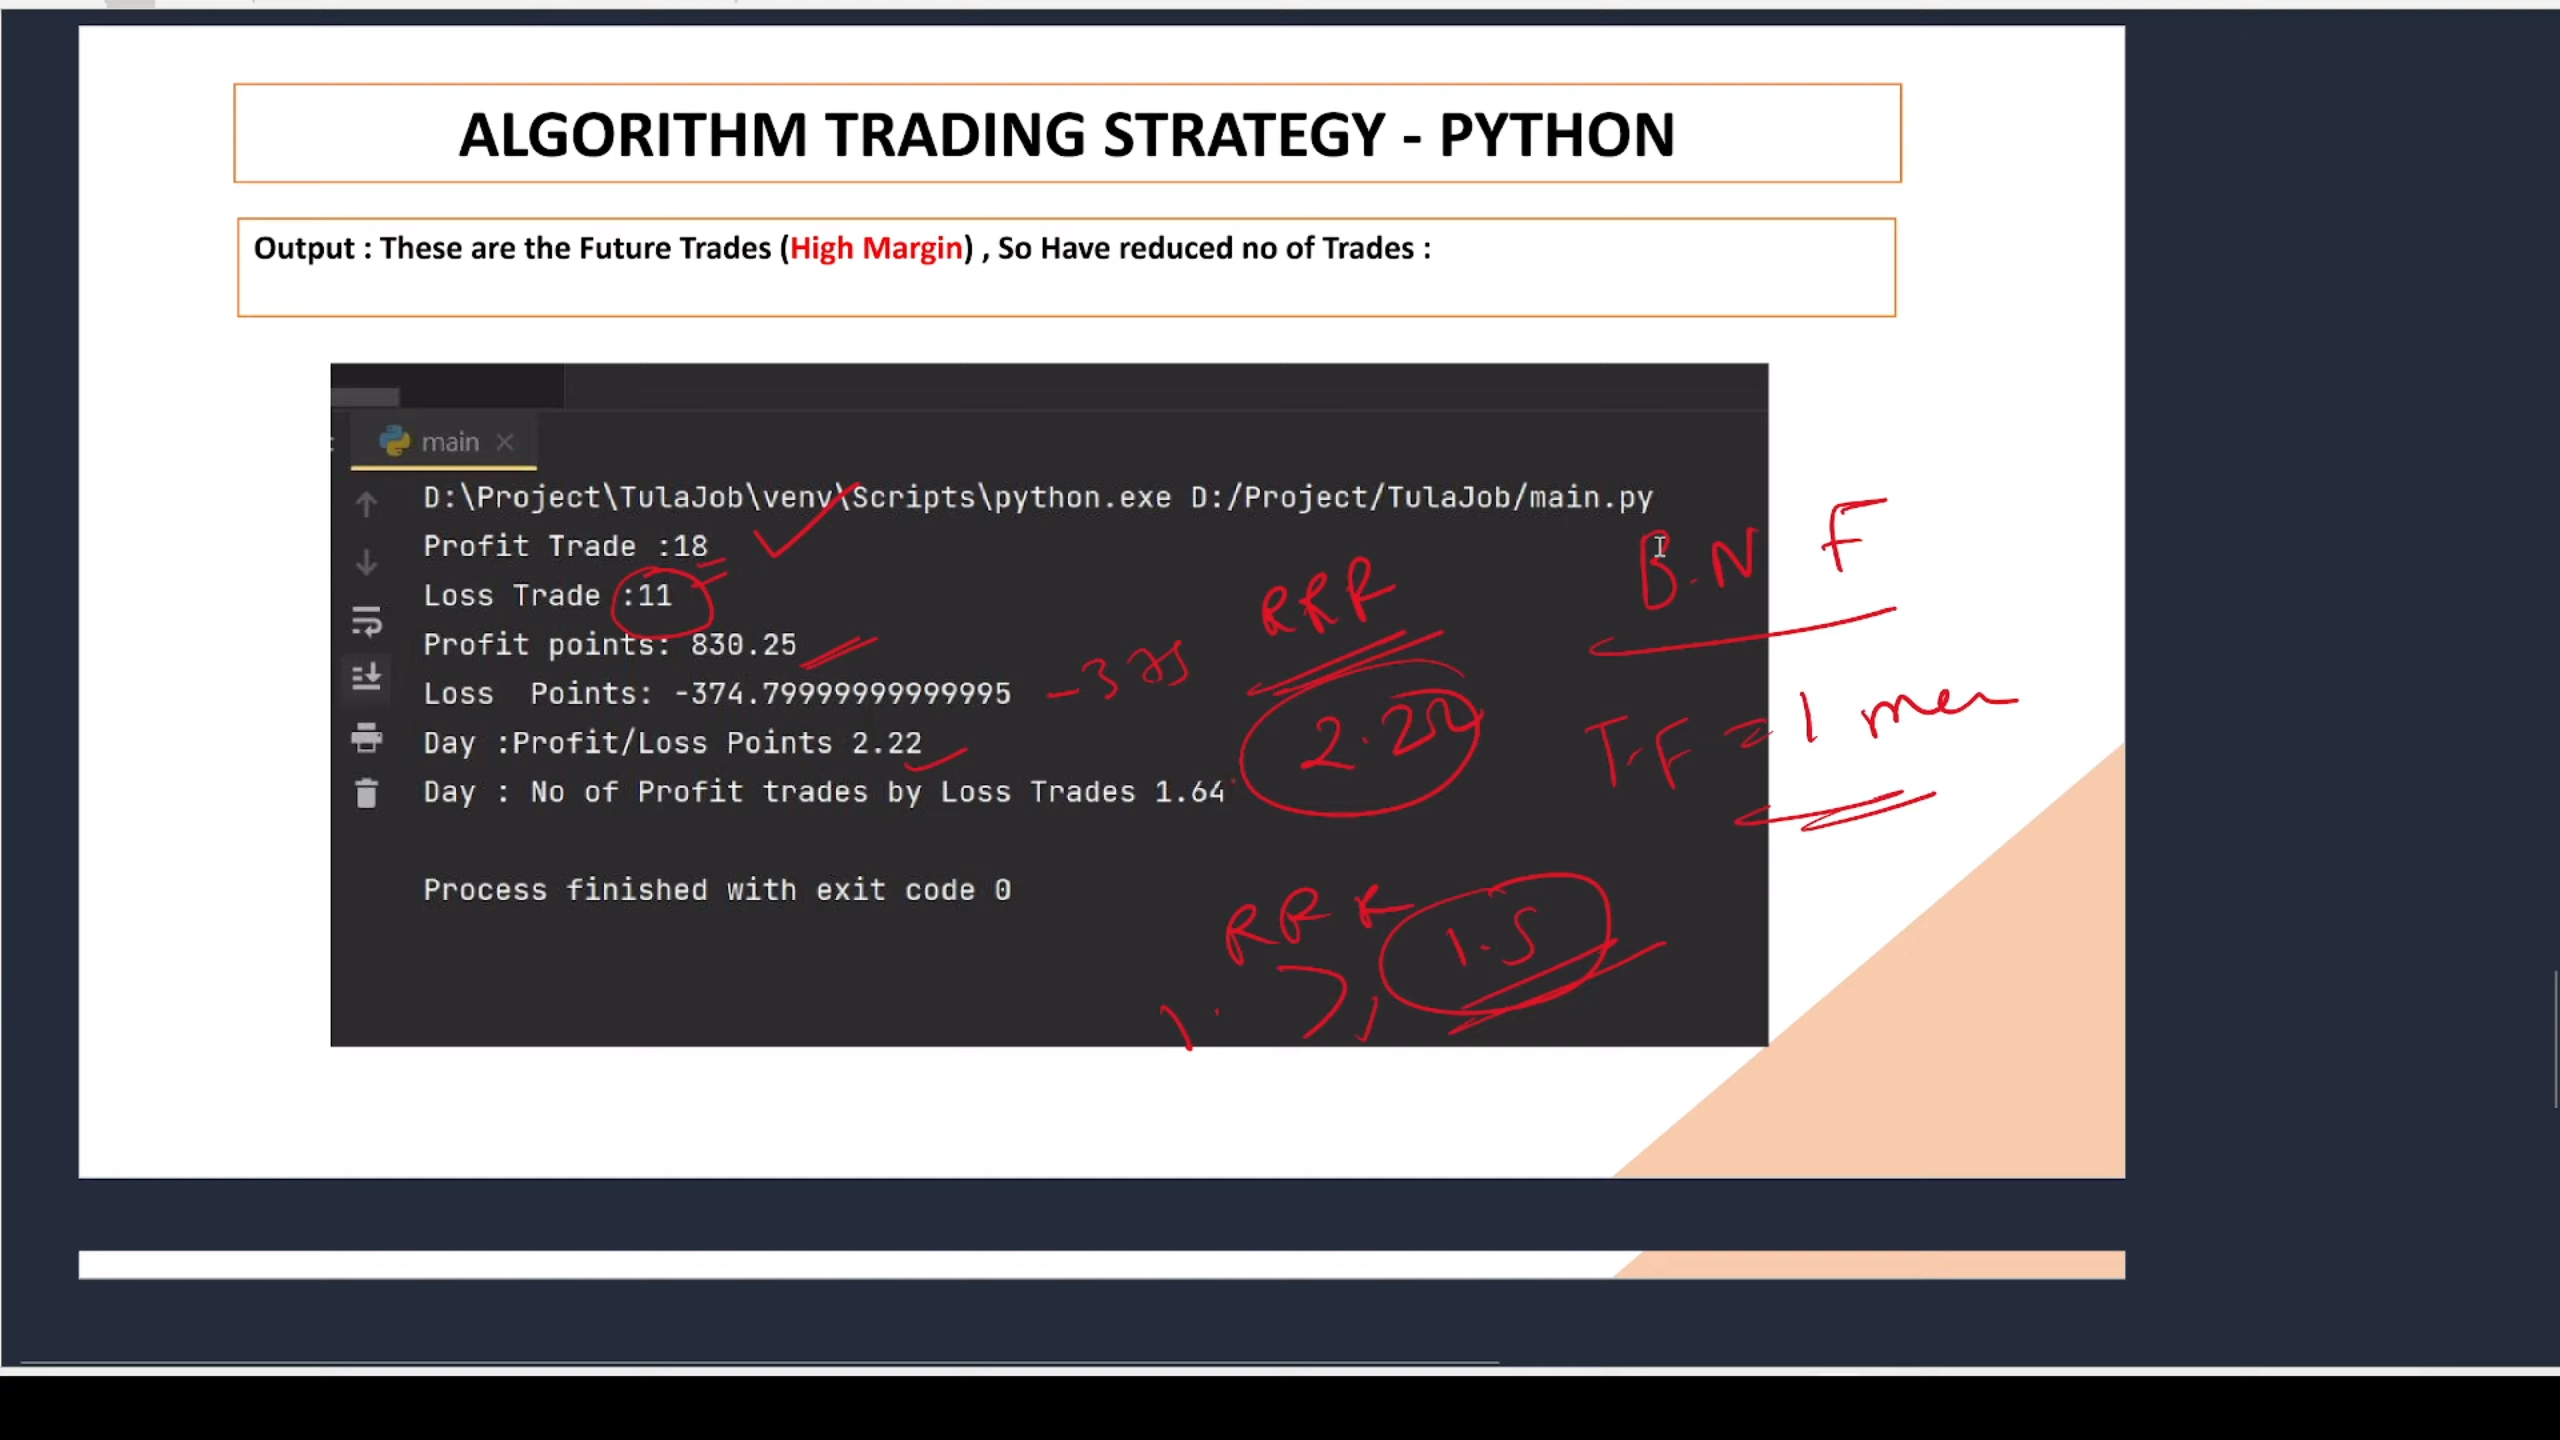 ALGORITHM TRADING STRATEGY - PYTHON
Output : These are the Future Trades (High Margin) , So Have reduced no of Trades :
main
D:\Project\TulaJob\venv\Scripts\python.exe D:/Project/TulaJob/main.py
Profit Trade :18
Loss Trade :11
Profit points: 830.25
Loss  Points: -374.79999999999995
Day :Profit/Loss Points 2.22
Day : No of Profit trades by Loss Trades 1.64
Process finished with exit code 0
B.N F
RRR
-375
2.22
T.F = 1
RRR 1.5